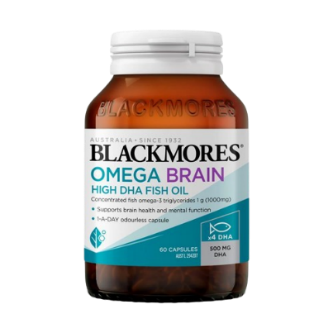 BLACKMORES
AUSTRALIA - SINCE 1932
BLACKMORES®
OMEGA BRAIN
HIGH DHA FISH OIL
Concentrated fish omega-3 triglycerides 1 g (1000mg)
• Supports brain health and mental function
• 1-A-DAY odourless capsule
x4 DHA
60 CAPSULES
500 MG
DHA